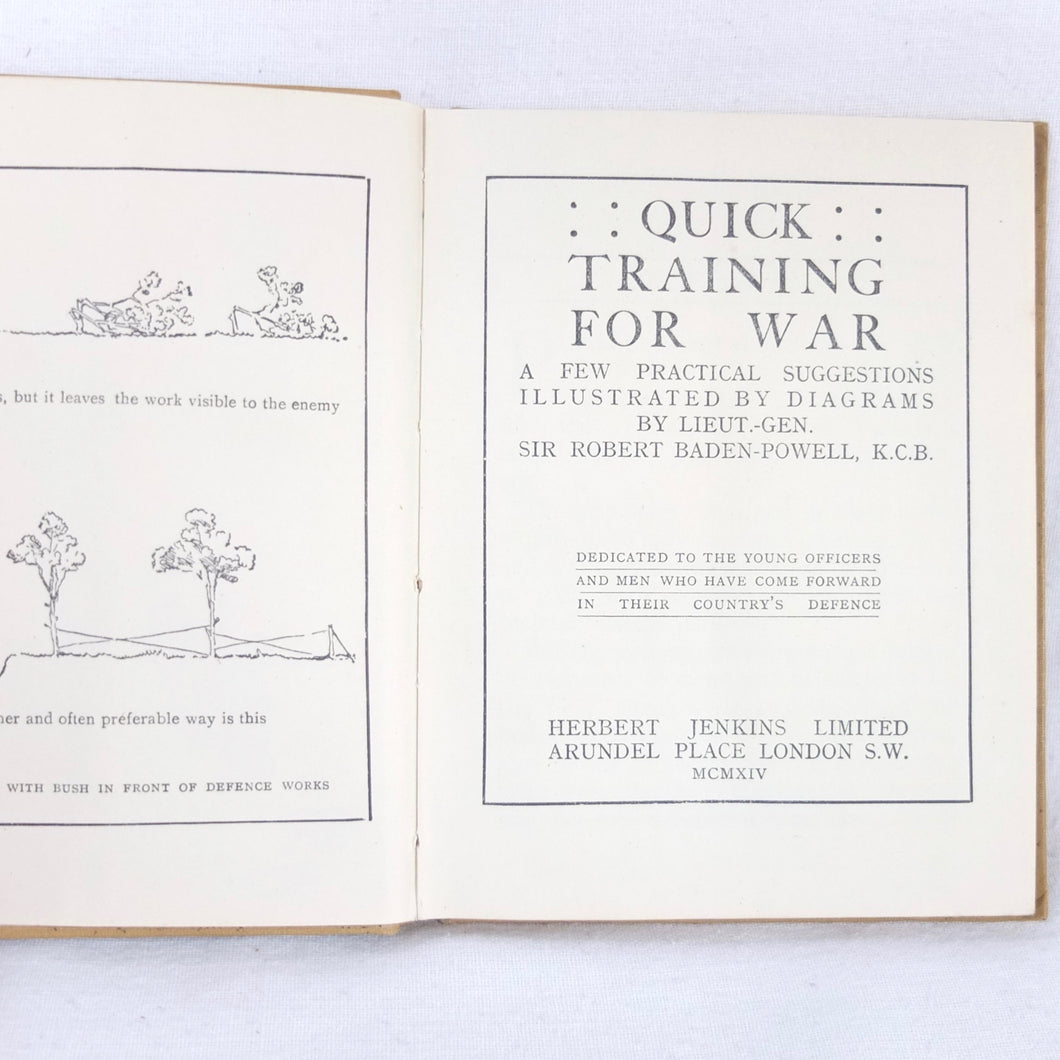 , but it leaves the work visible to the enemy
and often preferable way is this
WITH BUSH IN FRONT OF DEFENCE WORKS
: : QUICK : :
TRAINING
FOR WAR
A FEW PRACTICAL SUGGESTIONS
ILLUSTRATED BY DIAGRAMS
BY LIEUT.-GEN.
SIR ROBERT BADEN-POWELL, K.C.B.
DEDICATED TO THE YOUNG OFFICERS
AND MEN WHO HAVE COME FORWARD
IN THEIR COUNTRY'S DEFENCE
HERBERT JENKINS LIMITED
ARUNDEL PLACE LONDON S.W.
MCMXIV